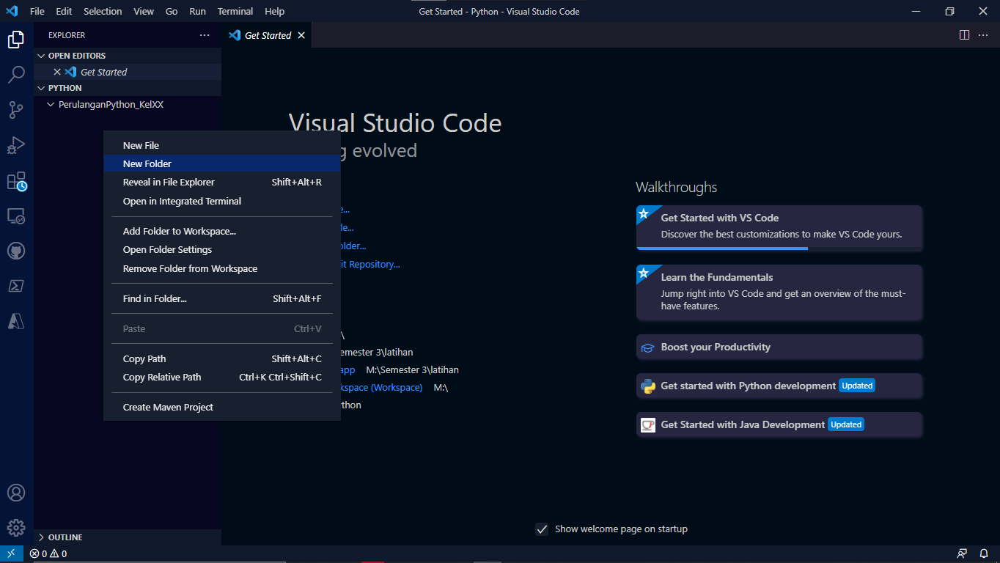 File Edit Selection View Go Run Terminal Help
Get Started - Python - Visual Studio Code
EXPLORER
Get Started
OPEN EDITORS
Get Started
PYTHON
PerulanganPython_KelXX
Visual Studio Code
evolved
New File
New Folder
Reveal in File Explorer Shift+Alt+R
Open in Integrated Terminal
Add Folder to Workspace...
Open Folder Settings
Remove Folder from Workspace
Find in Folder... Shift+Alt+F
Paste Ctrl+V
Copy Path Shift+Alt+C
Copy Relative Path Ctrl+K Ctrl+Shift+C
Create Maven Project
e...
le...
older...
it Repository...
\
emester 3\latihan
app M:\Semester 3\latihan
kspace (Workspace) M:\
ython
Walkthroughs
Get Started with VS Code
Discover the best customizations to make VS Code yours.
Learn the Fundamentals
Jump right into VS Code and get an overview of the must-
have features.
Boost your Productivity
Get started with Python development Updated
Get Started with Java Development Updated
Show welcome page on startup
OUTLINE
0 0